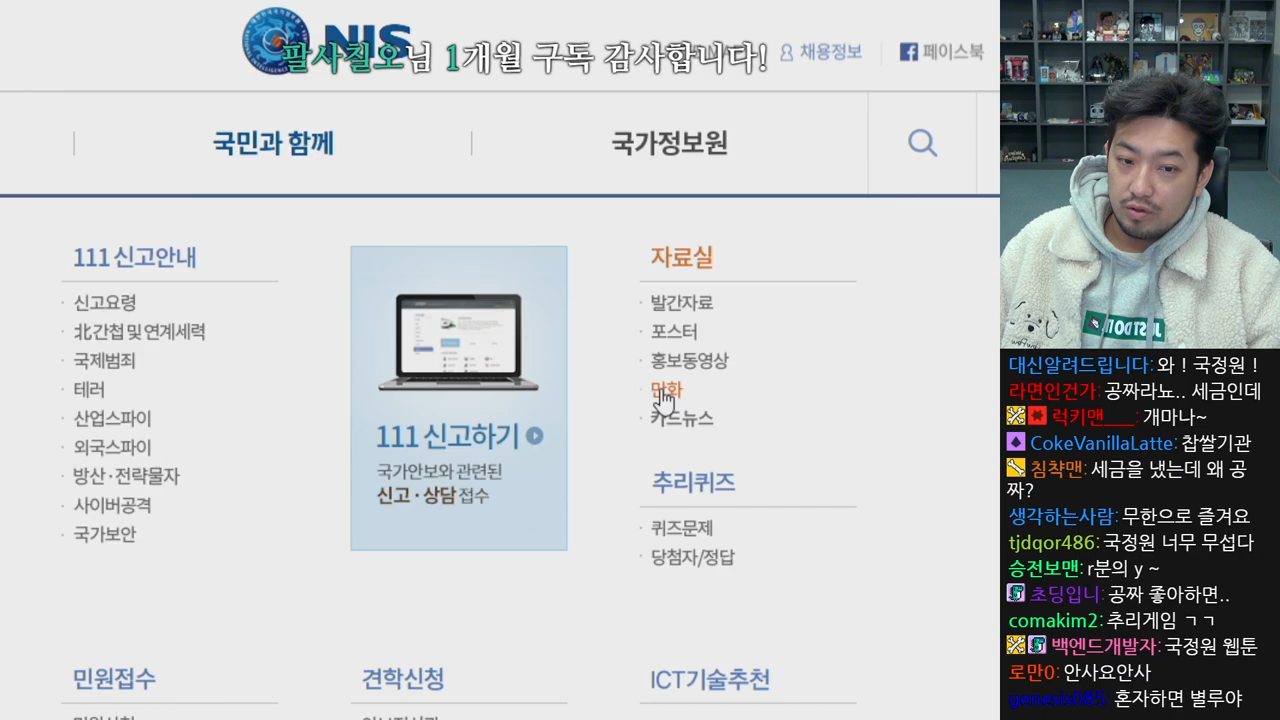 NIS
팔사칠오님 1개월 구독 감사합니다!
채용정보
페이스북
국민과 함께
국가정보원
111 신고안내
신고요령
북 간첩 및 연계세력
국제범죄
테러
산업스파이
외국스파이
방산·전략물자
사이버공격
국가보안
111 신고하기
국가안보와 관련된
신고·상담 접수
자료실
발간자료
포스터
홍보동영상
만화
카드뉴스
추리퀴즈
퀴즈문제
당첨자/정답
민원접수
견학신청
ICT기술추천
JUST DO IT
대신알려드립니다: 와 ! 국정원 !
라면인건가: 공짜라뇨.. 세금인데
럭키맨___: 개마나~
CokeVanillaLatte: 찹쌀기관
침착맨: 세금을 냈는데 왜 공
짜?
생각하는사람: 무한으로 즐겨요
tjdqor486: 국정원 너무 무섭다
승전보맨: r분의 y ~
초딩입니: 공짜 좋아하면..
comakim2: 추리게임 ㄱㄱ
백엔드개발자: 국정원 웹툰
로만0: 안사요안사
genesis085: 혼자하면 별루야